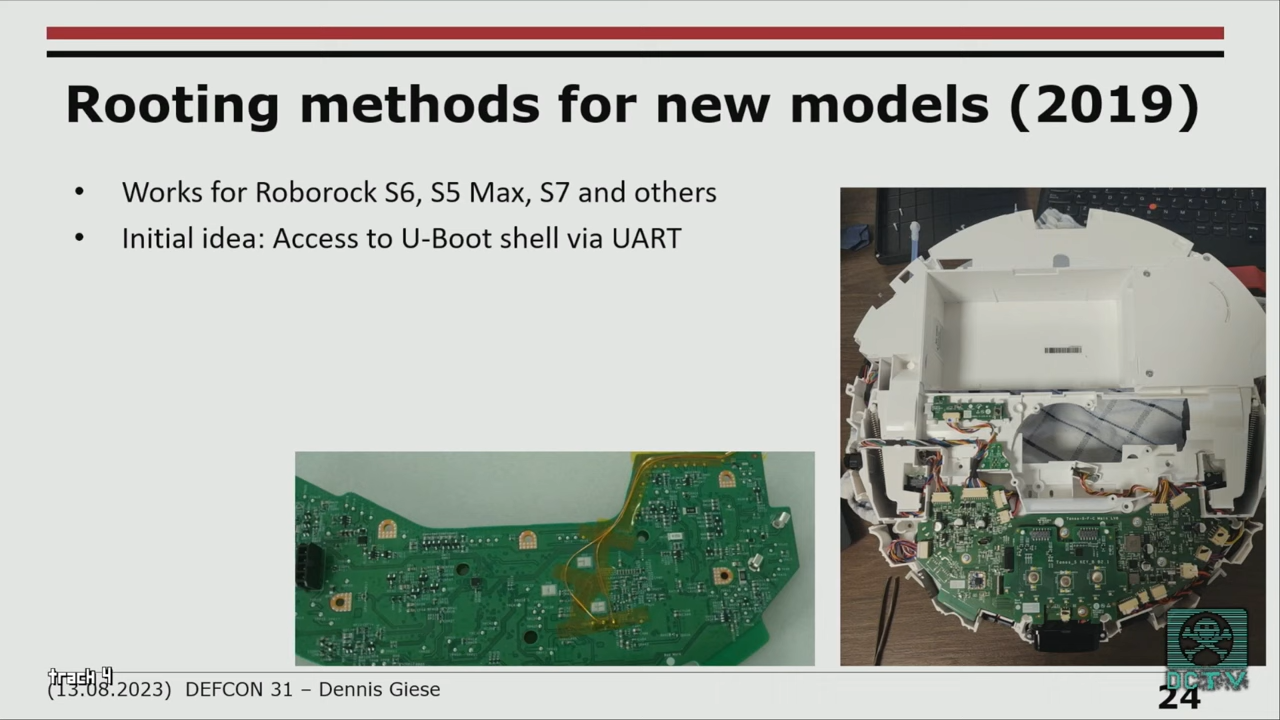 Rooting methods for new models (2019)
• Works for Roborock S6, S5 Max, S7 and others
• Initial idea: Access to U-Boot shell via UART
track 4
(13.08.2023) DEFCON 31 – Dennis Giese
DCTV
24